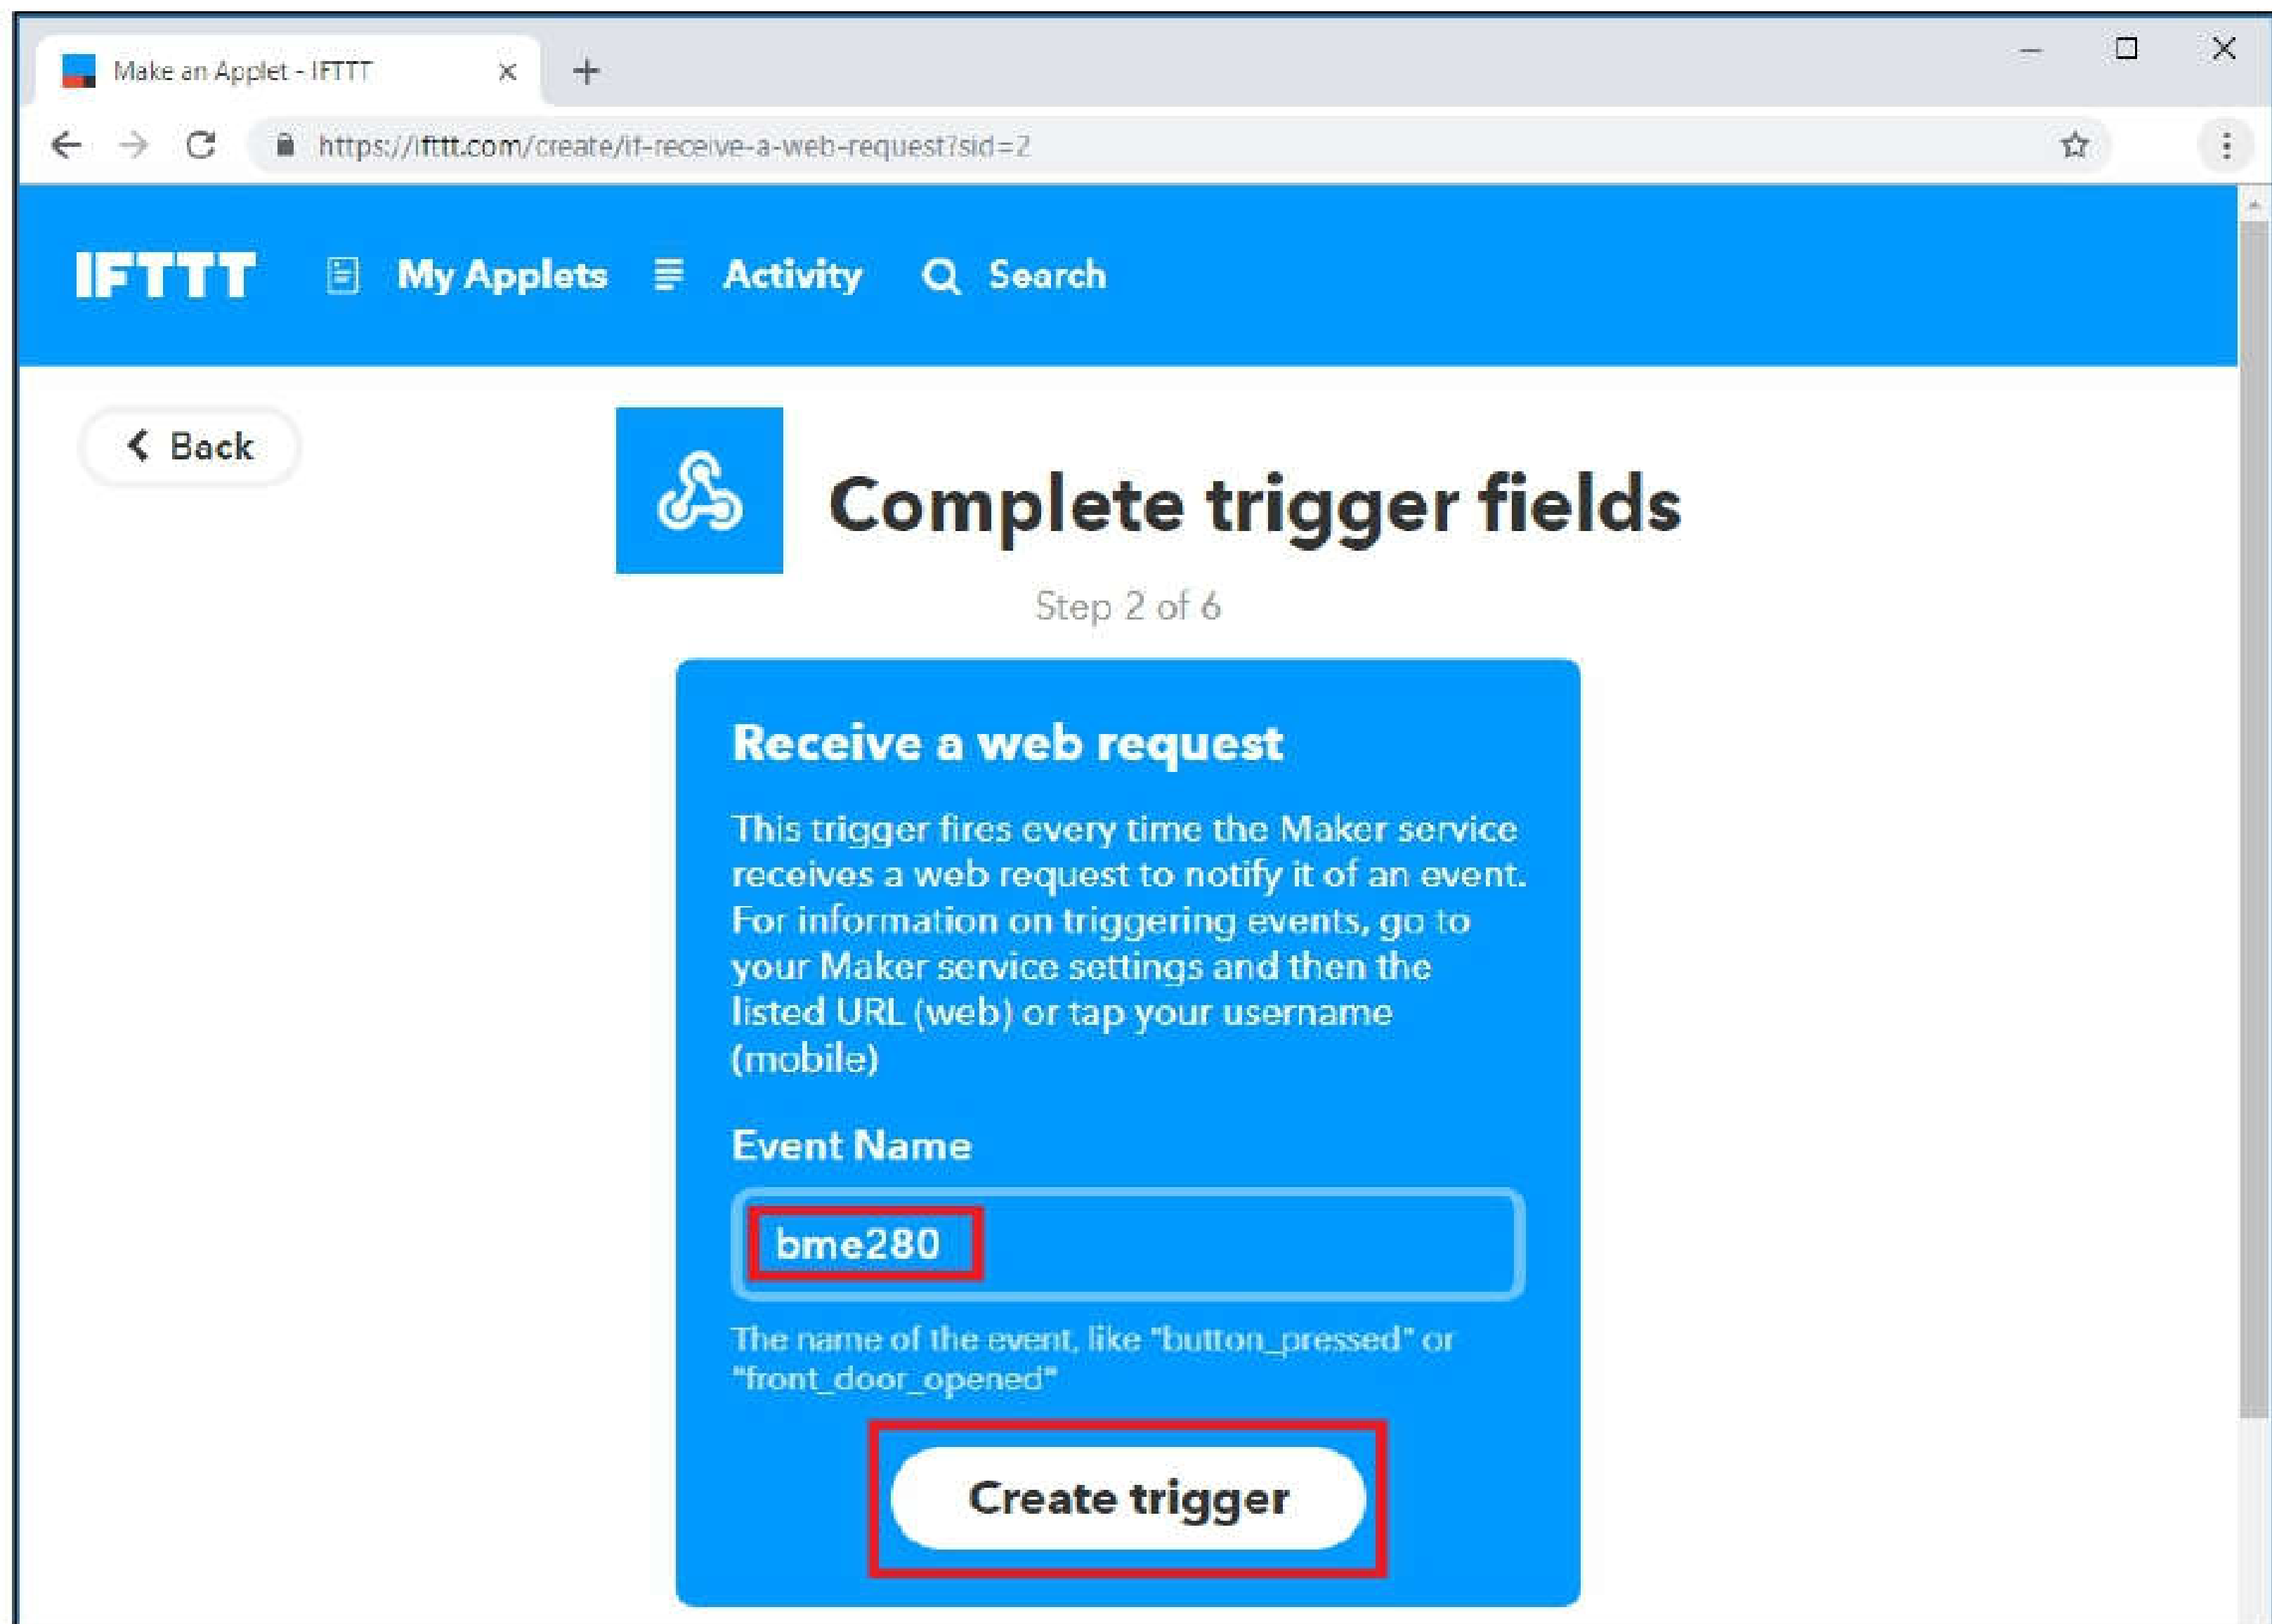 Make an Applet - IFTTT
https://ifttt.com/create/if-receive-a-web-request?sid=2
IFTTT My Applets Activity Search
Back
Complete trigger fields
Step 2 of 6
Receive a web request
This trigger fires every time the Maker service
receives a web request to notify it of an event.
For information on triggering events, go to
your Maker service settings and then the
listed URL (web) or tap your username
(mobile)
Event Name
bme280
The name of the event, like "button_pressed" or
"front_door_opened"
Create trigger